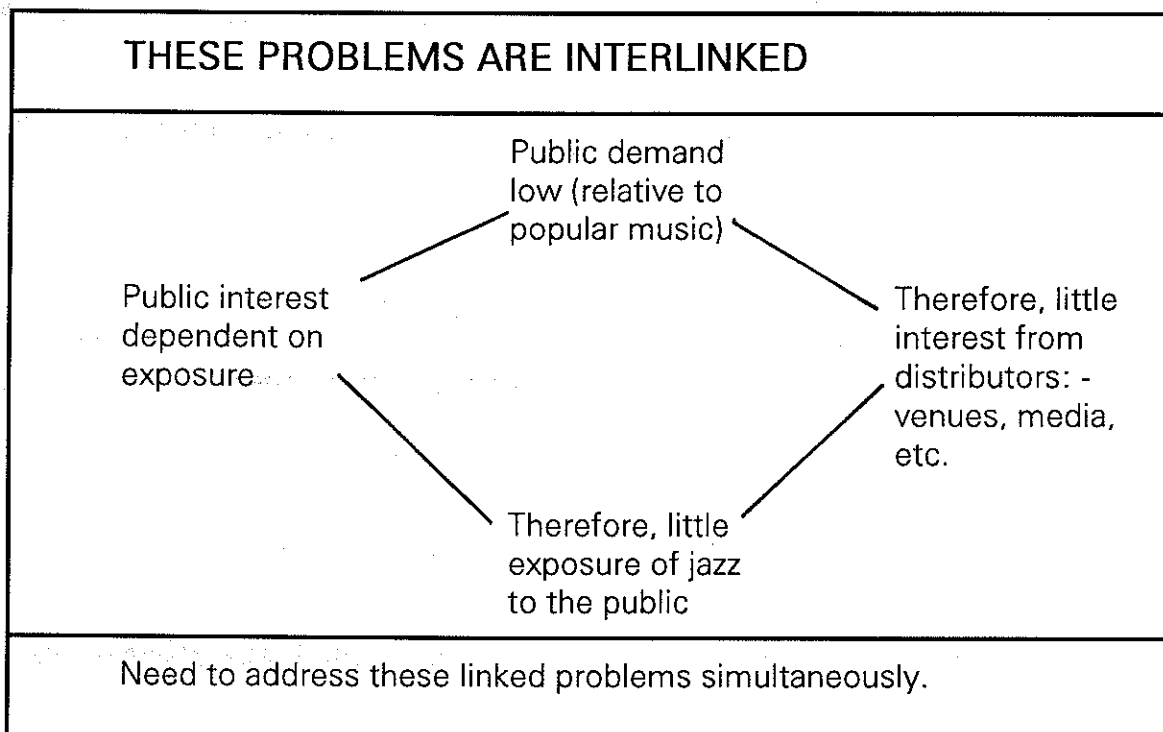 THESE PROBLEMS ARE INTERLINKED
Public demand
low (relative to
popular music)
Public interest
dependent on
exposure
Therefore, little
interest from
distributors: -
venues, media,
etc.
Therefore, little
exposure of jazz
to the public
Need to address these linked problems simultaneously.